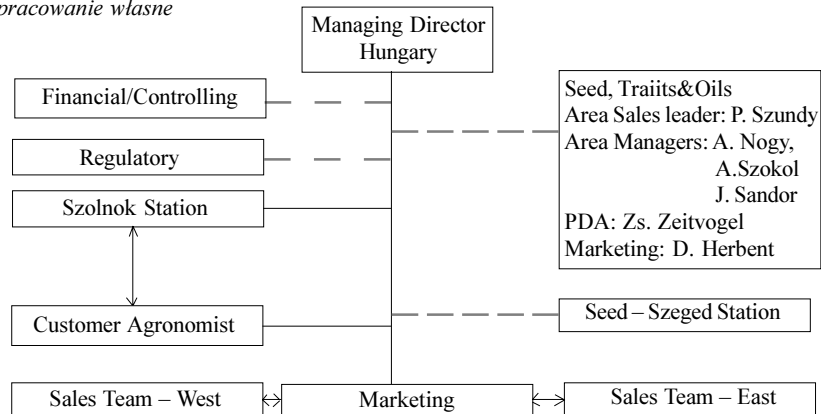 pracowanie własne
Managing Director
Hungary
Financial/Controlling
Regulatory
Szolnok Station
Customer Agronomist
Seed, Traiits&Oils
Area Sales leader: P. Szundy
Area Managers: A. Nogy,
A.Szokol
J. Sandor
PDA: Zs. Zeitvogel
Marketing: D. Herbent
Seed – Szeged Station
Sales Team – West
Marketing
Sales Team – East